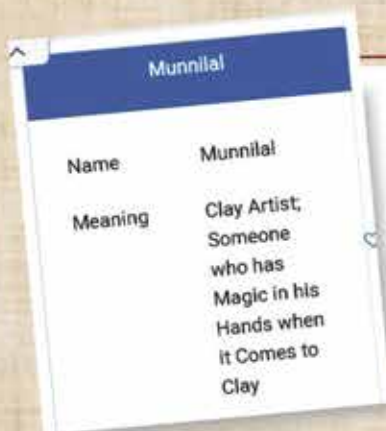 Munnilal
Name Munnilal
Meaning Clay Artist;
Someone
who has
Magic in his
Hands when
it Comes to
Clay